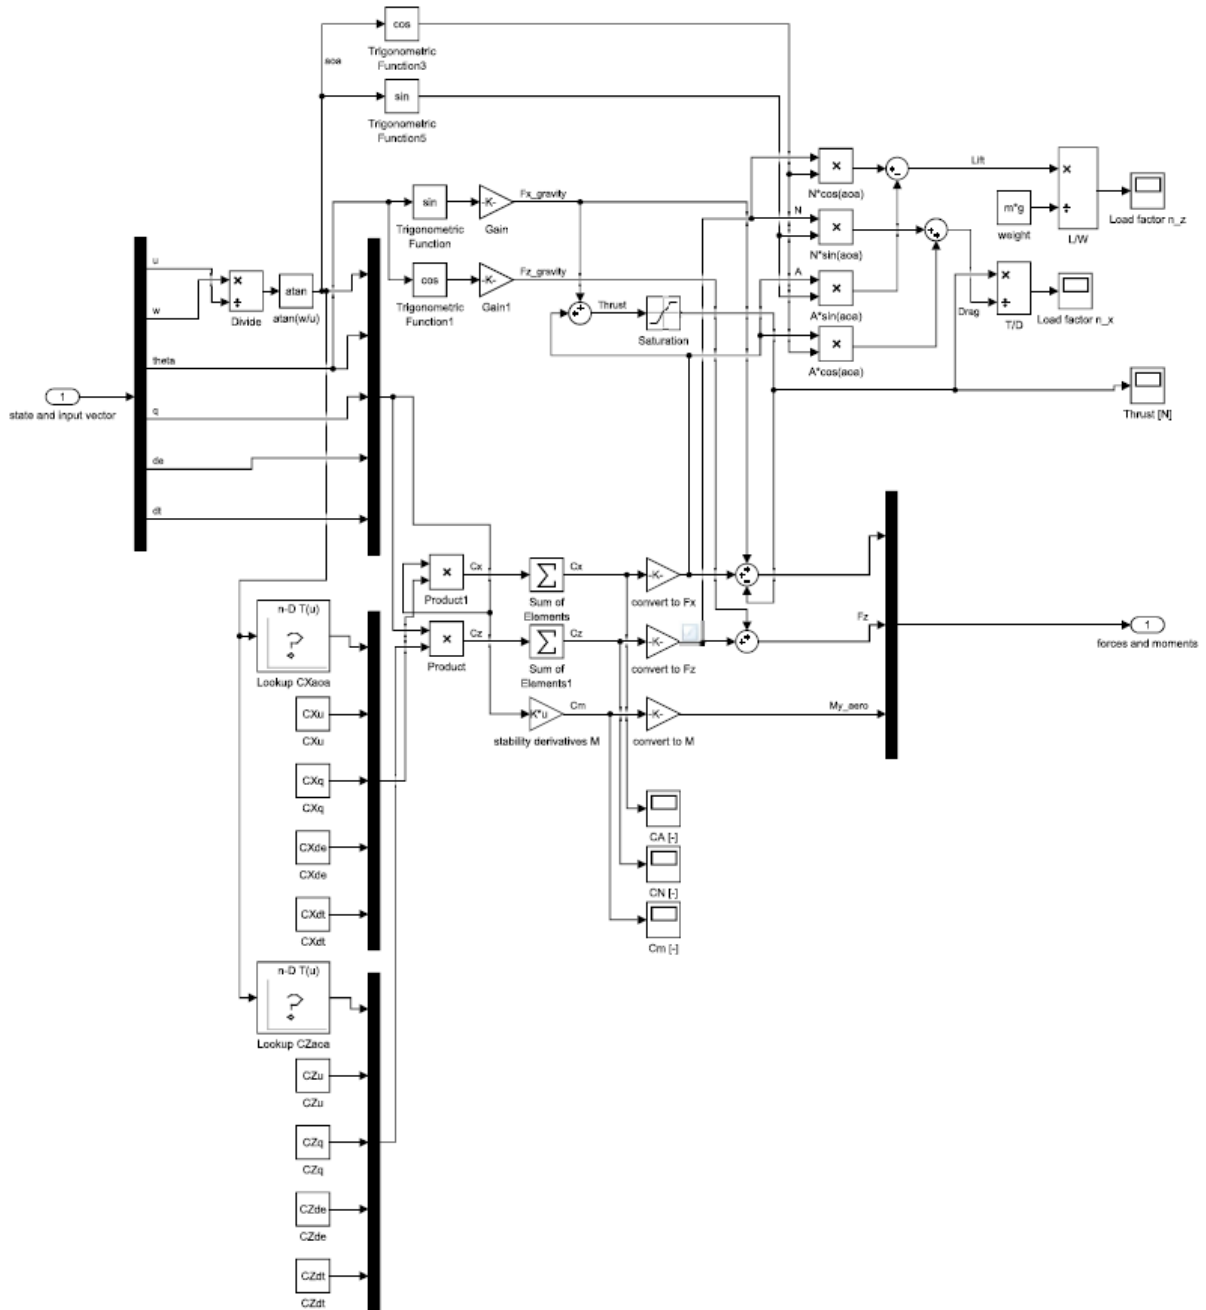 cos
Trigonometric
Function3
aoa
sin
Trigonometric
Function5
×
N*cos(aoa)
Lift
×
÷
L/W
Load factor n_z
m*g
weight
sin
Trigonometric
Function
-K-
Gain
Fx_gravity
N
×
N*sin(aoa)
cos
Trigonometric
Function1
-K-
Gain1
Fz_gravity
A
×
A*sin(aoa)
×
÷
T/D
Drag
Load factor n_x
Thrust
Saturation
×
A*cos(aoa)
Thrust [N]
u
w
×
÷
Divide
atan
atan(w/u)
theta
1
state and input vector
q
de
dt
×
Product1
Cx
∑
Sum of
Elements
Cx
-K-
convert to Fx
×
Product
Cz
∑
Sum of
Elements1
Cz
-K-
convert to Fz
Fz
1
forces and moments
K*u
stability derivatives M
Cm
-K-
convert to M
My_aero
n-D T(u)
?
Lookup CXaoa
CXu
CXu
CXq
CXq
CXde
CXde
CXdt
CXdt
CA [-]
CN [-]
Cm [-]
n-D T(u)
?
Lookup CZaoa
CZu
CZu
CZq
CZq
CZde
CZde
CZdt
CZdt